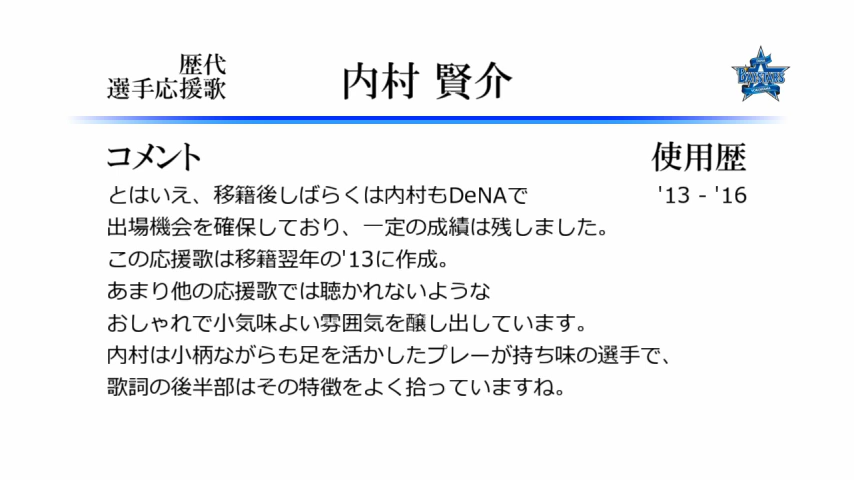 歴代
選手応援歌
内村 賢介
BAYSTARS
コメント
使用歴
とはいえ、移籍後しばらくは内村もDeNAで
'13 - '16
出場機会を確保しており、一定の成績は残しました。
この応援歌は移籍翌年の'13に作成。
あまり他の応援歌では聴かれないような
おしゃれで小気味よい雰囲気を醸し出しています。
内村は小柄ながらも足を活かしたプレーが持ち味の選手で、
歌詞の後半部はその特徴をよく拾っていますね。